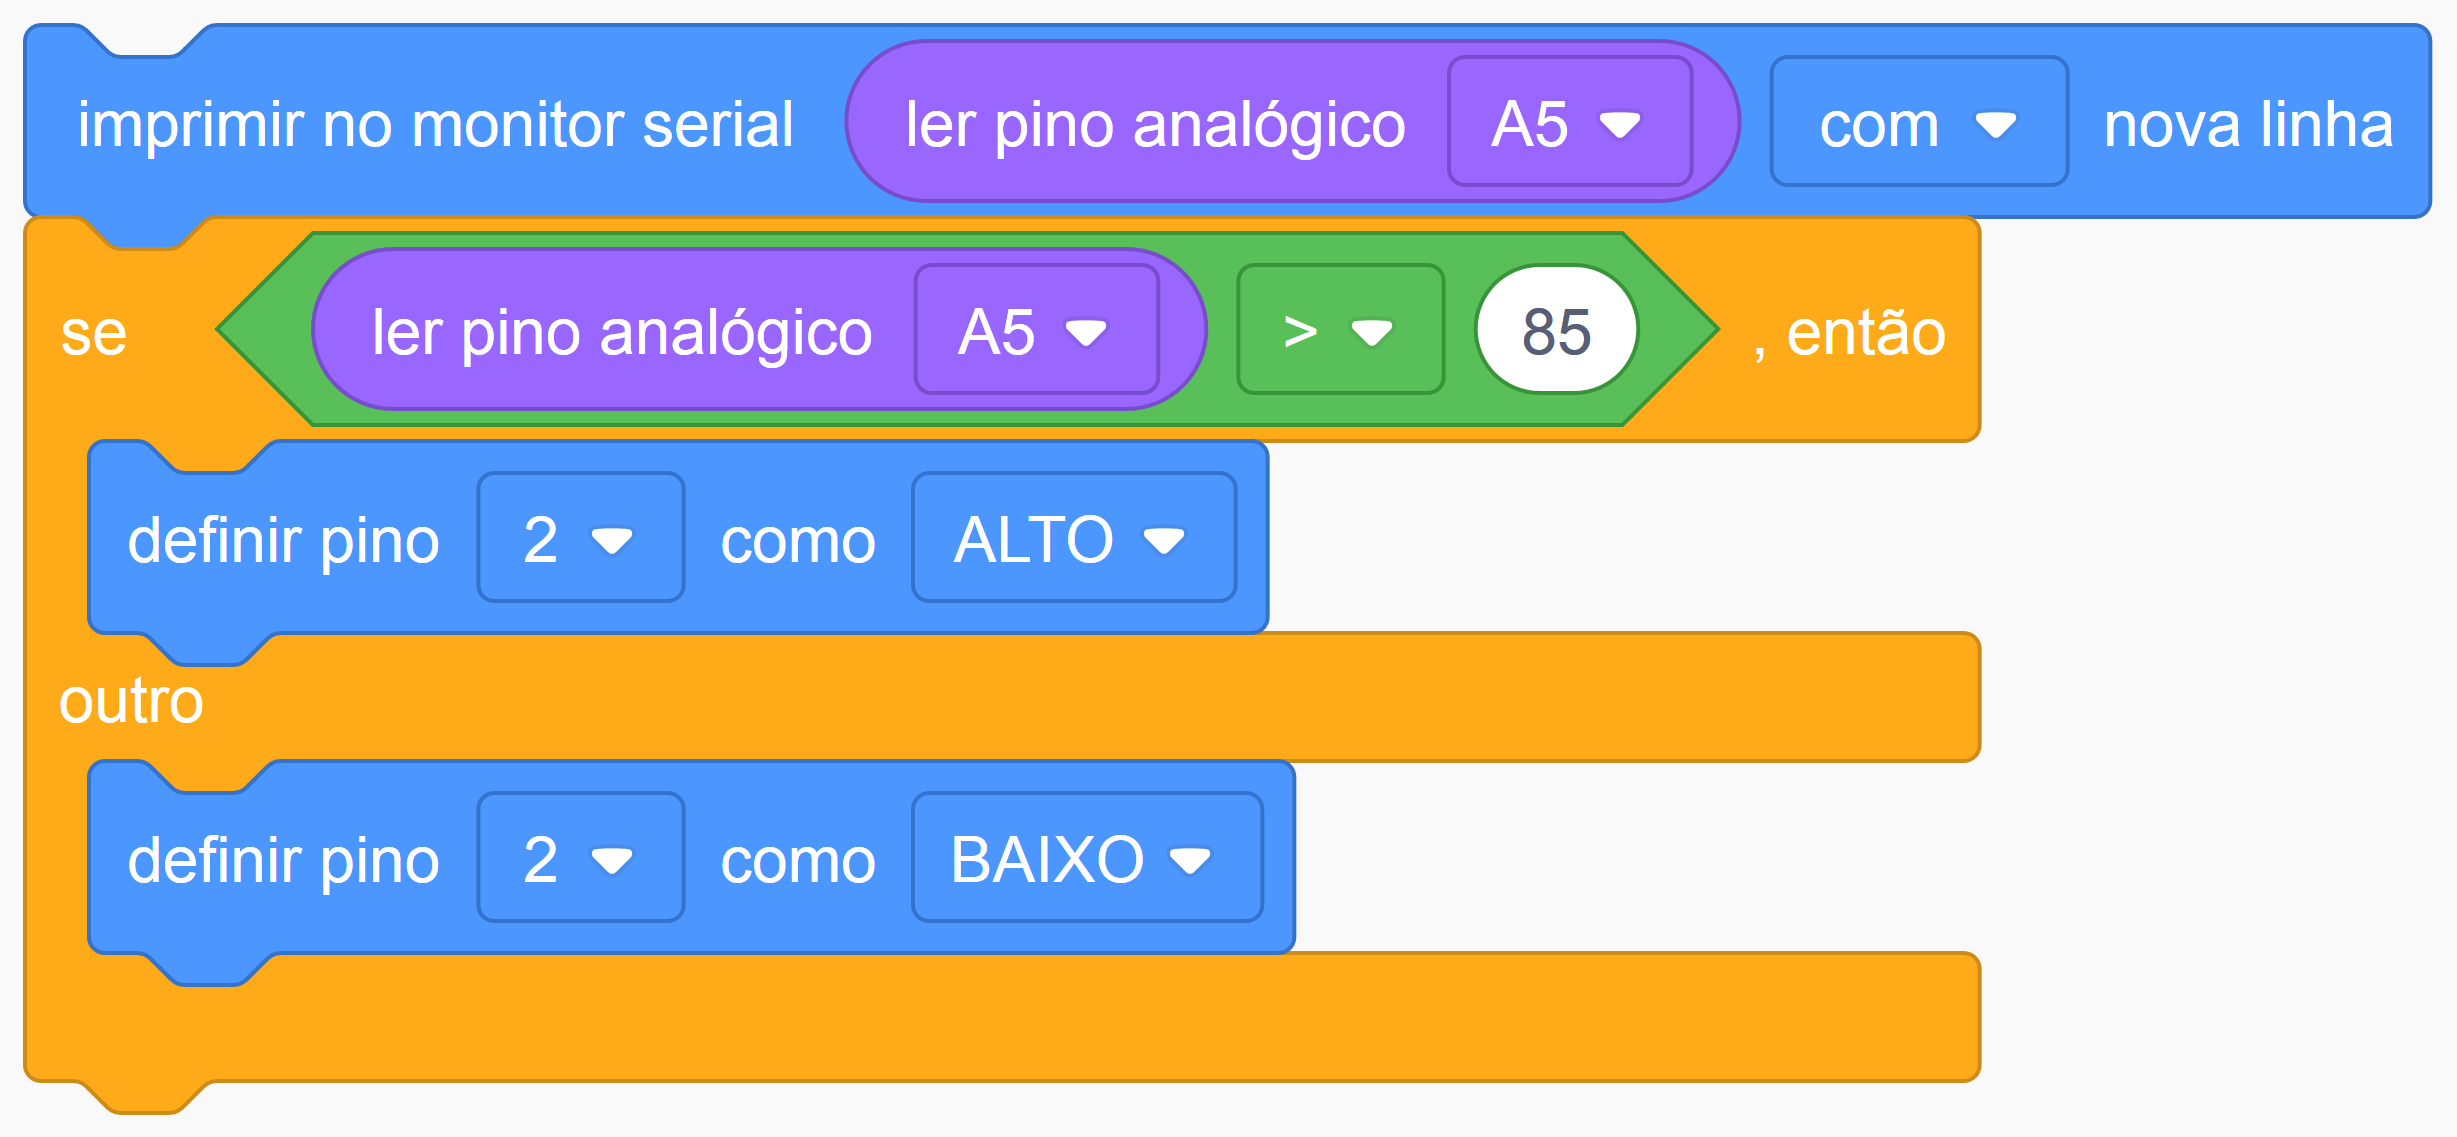 imprimir no monitor serial ler pino analógico A5 com nova linha
se ler pino analógico A5 > 85 , então
definir pino 2 como ALTO
outro
definir pino 2 como BAIXO